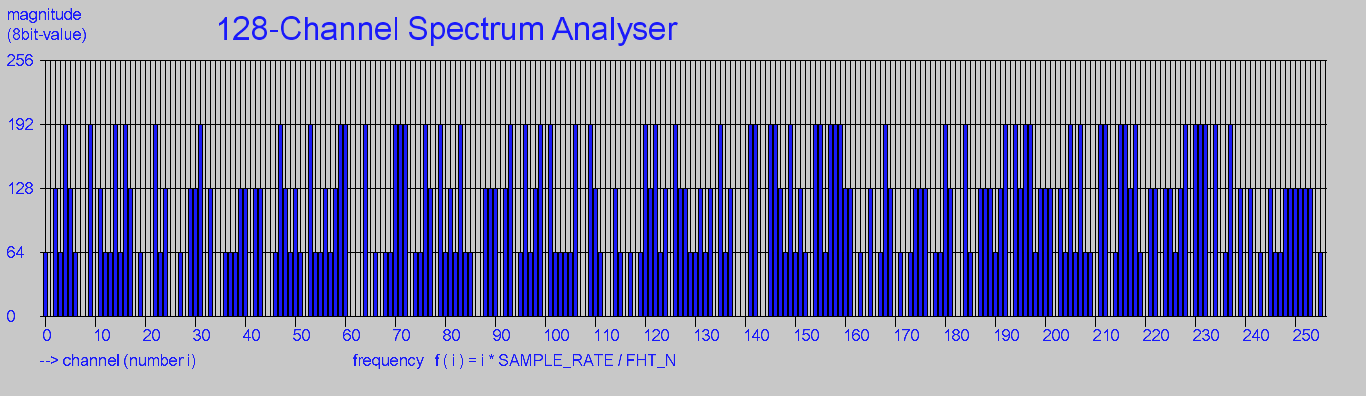 magnitude
(8bit-value)
128-Channel Spectrum Analyser
256
192
128
64
0
0 10 20 30 40 50 60 70 80 90 100 110 120 130 140 150 160 170 180 190 200 210 220 230 240 250
--> channel (number i) frequency f ( i ) = i * SAMPLE_RATE / FHT_N